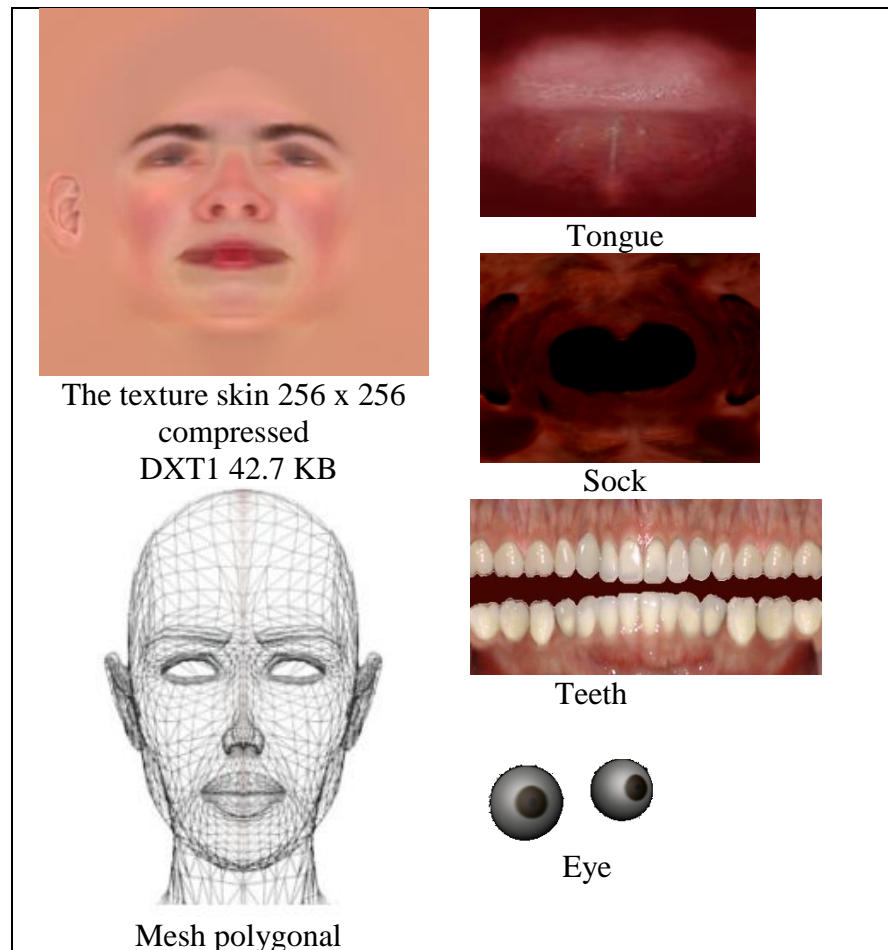 The texture skin 256 x 256
compressed
DXT1 42.7 KB
Mesh polygonal
Tongue
Sock
Teeth
Eye